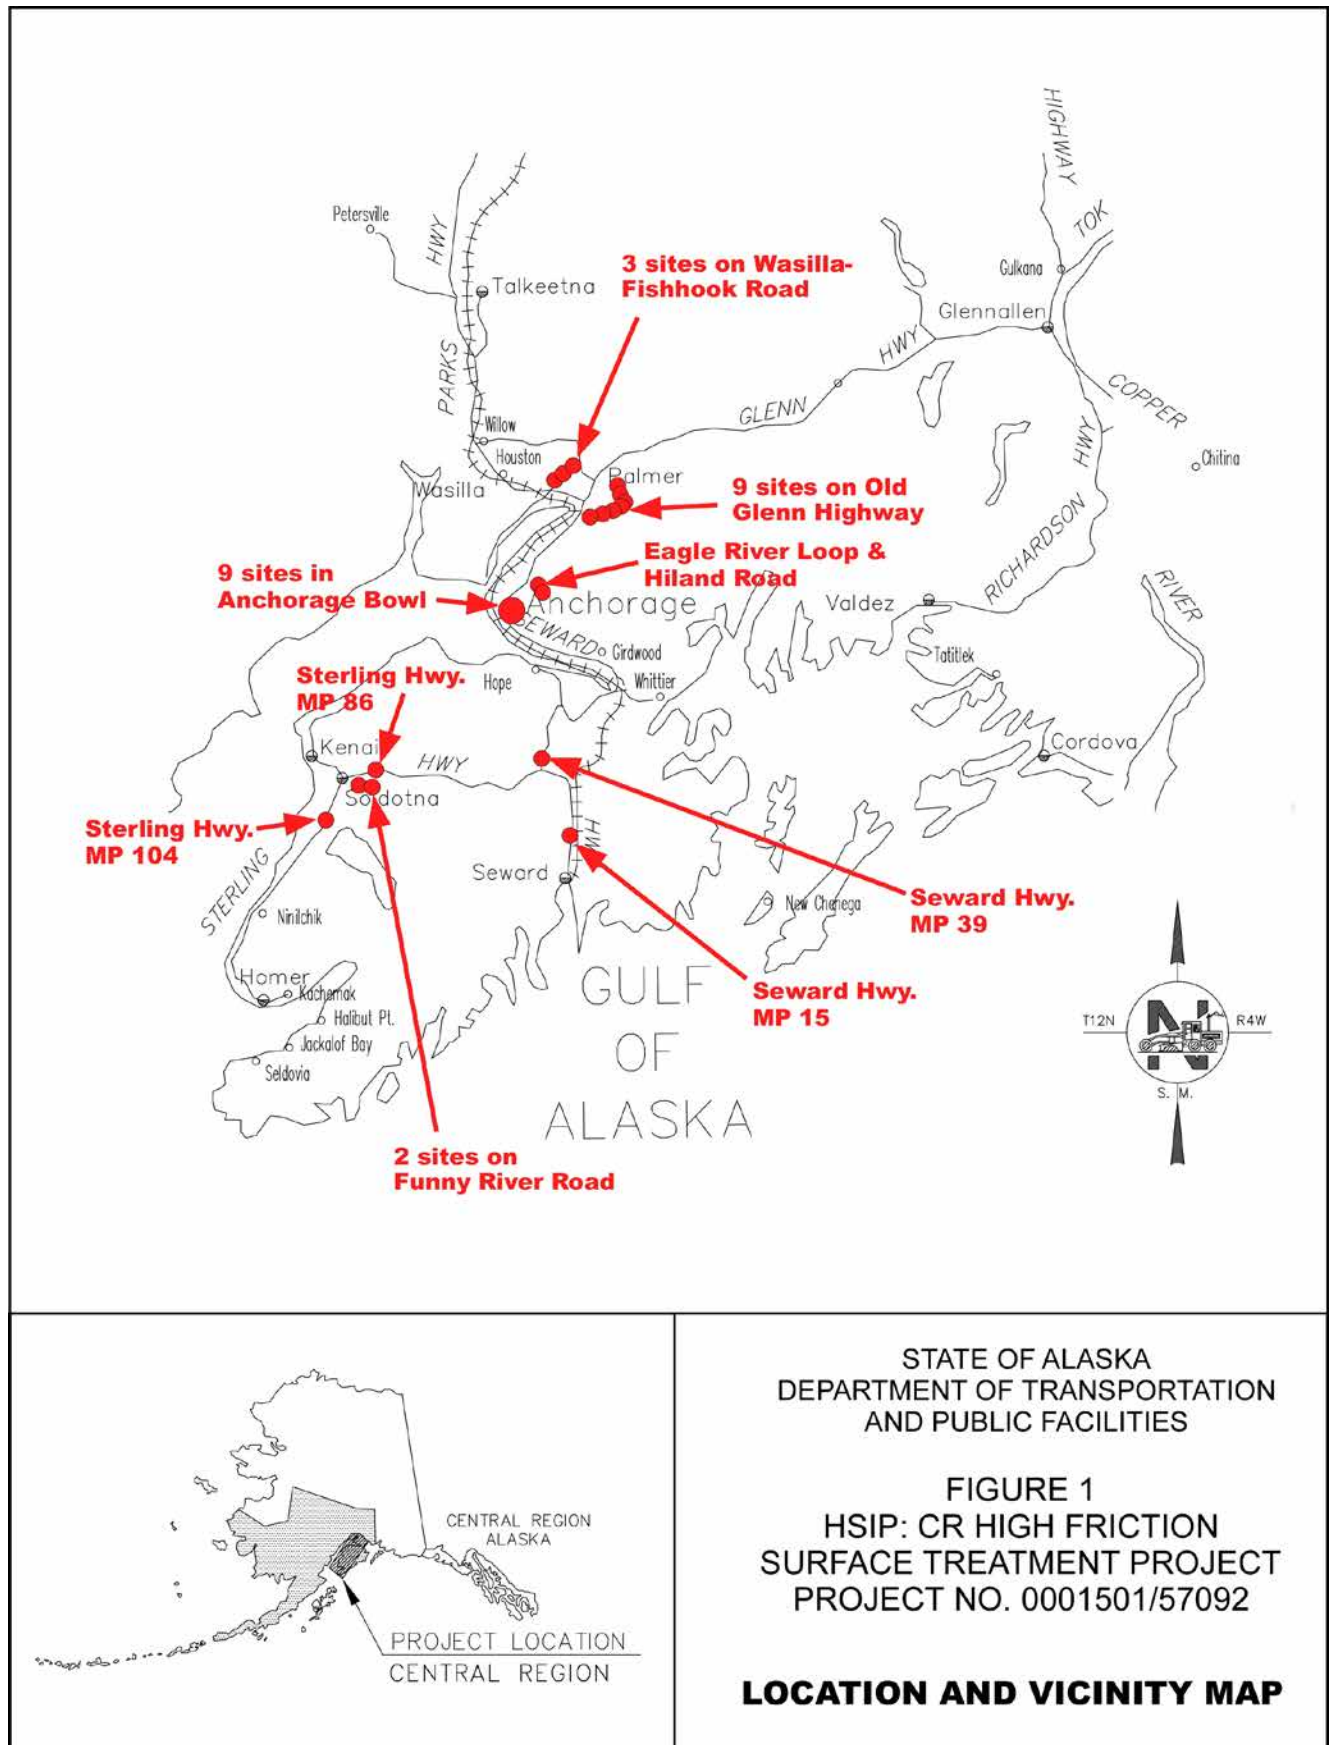 HIGHWAY
TOK
Petersville
HWY
3 sites on Wasilla-
Fishhook Road
Gulkana
Talkeetna
Glennallen
PARKS
HWY
GLENN
COPPER
Willow
Houston
HWY
Chitina
Wasilla
Palmer
9 sites on Old
Glenn Highway
RICHARDSON
Eagle River Loop &
Hiland Road
9 sites in
Anchorage Bowl
Anchorage
Valdez
RIVER
SEWARD
Girdwood
Tatitlek
Sterling Hwy.
MP 86
Hope
Whittier
Kenai
HWY
Cordova
Soldotna
Sterling Hwy.
MP 104
HW
STERLING
Seward
Seward Hwy.
MP 39
New Chenega
Ninilchik
Homer
Kachemak
GULF
OF
ALASKA
Seward Hwy.
MP 15
Halibut Pt.
Jackalof Bay
Seldovia
T12N
N
R4W
S. M.
2 sites on
Funny River Road
CENTRAL REGION
ALASKA
PROJECT LOCATION
CENTRAL REGION
STATE OF ALASKA
DEPARTMENT OF TRANSPORTATION
AND PUBLIC FACILITIES
FIGURE 1
HSIP: CR HIGH FRICTION
SURFACE TREATMENT PROJECT
PROJECT NO. 0001501/57092
LOCATION AND VICINITY MAP